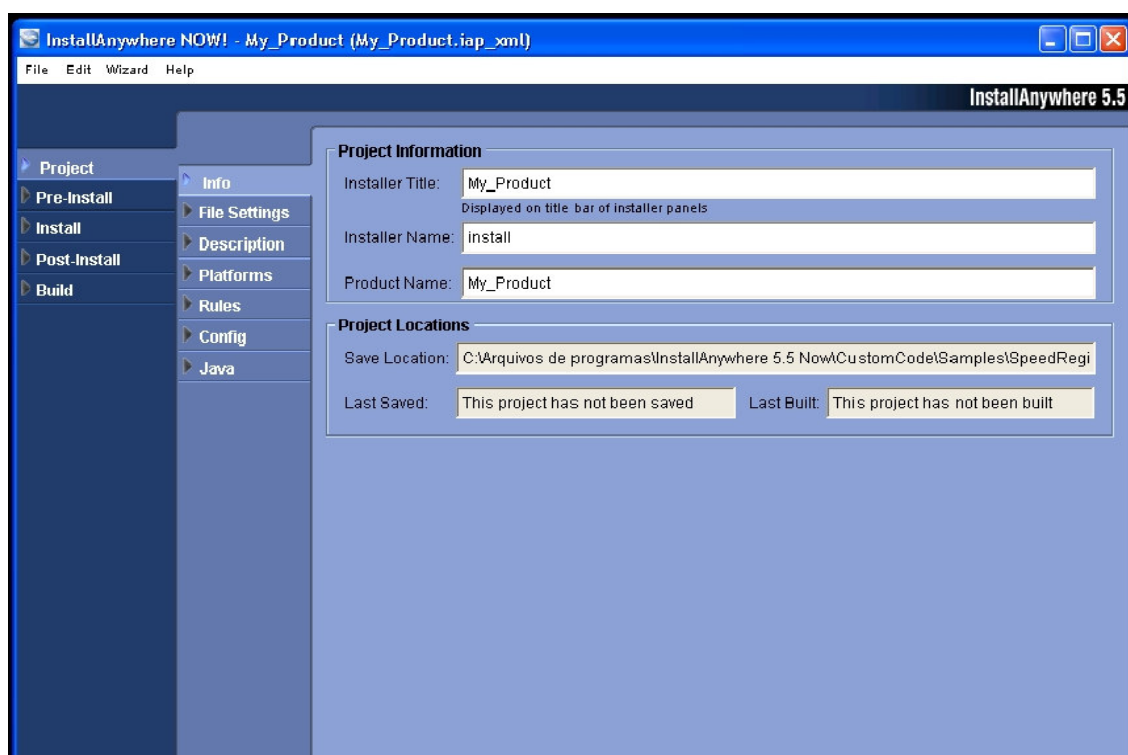 InstallAnywhere NOW! - My_Product (My_Product.iap_xml)
File Edit Wizard Help
InstallAnywhere 5.5
Project
Pre-Install
Install
Post-Install
Build
Info
File Settings
Description
Platforms
Rules
Config
Java
Project Information
Installer Title: My_Product
Displayed on title bar of installer panels
Installer Name: install
Product Name: My_Product
Project Locations
Save Location: C:\Arquivos de programas\InstallAnywhere 5.5 Now\CustomCode\Samples\SpeedRegi
Last Saved: This project has not been saved Last Built: This project has not been built